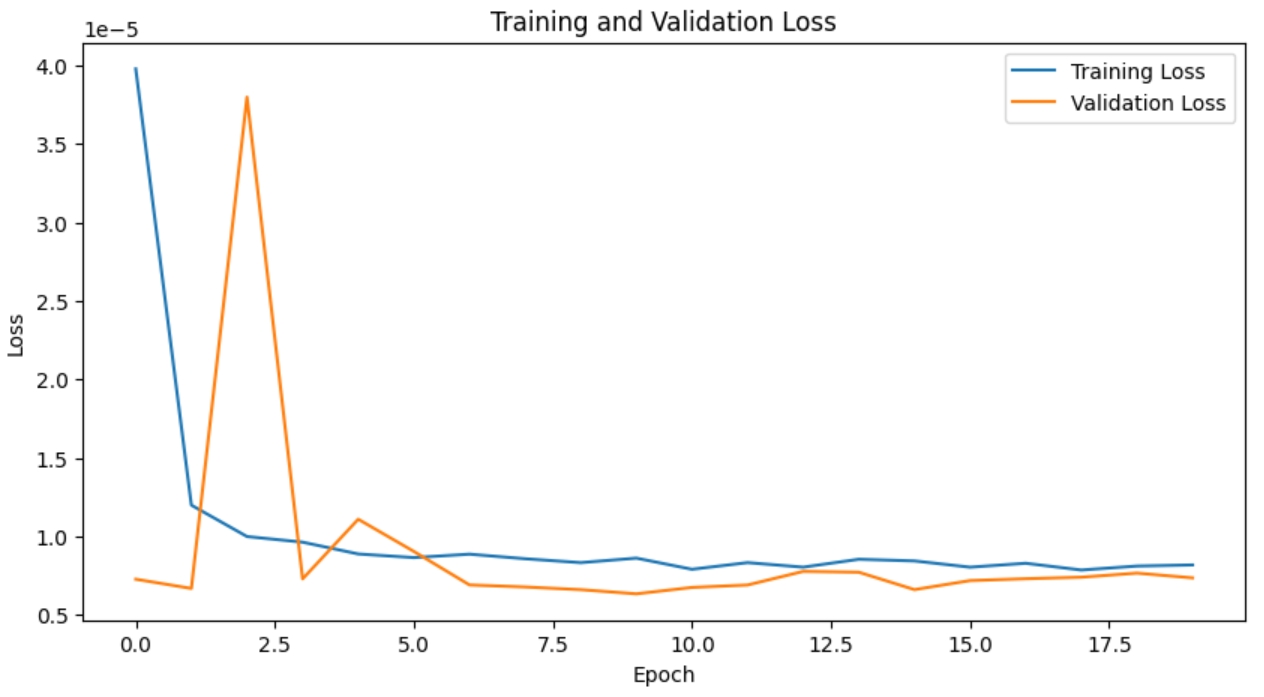 Training and Validation Loss
1e−5
Training Loss
Validation Loss
4.0
3.5
3.0
2.5
2.0
1.5
1.0
0.5
Loss
0.0 2.5 5.0 7.5 10.0 12.5 15.0 17.5
Epoch